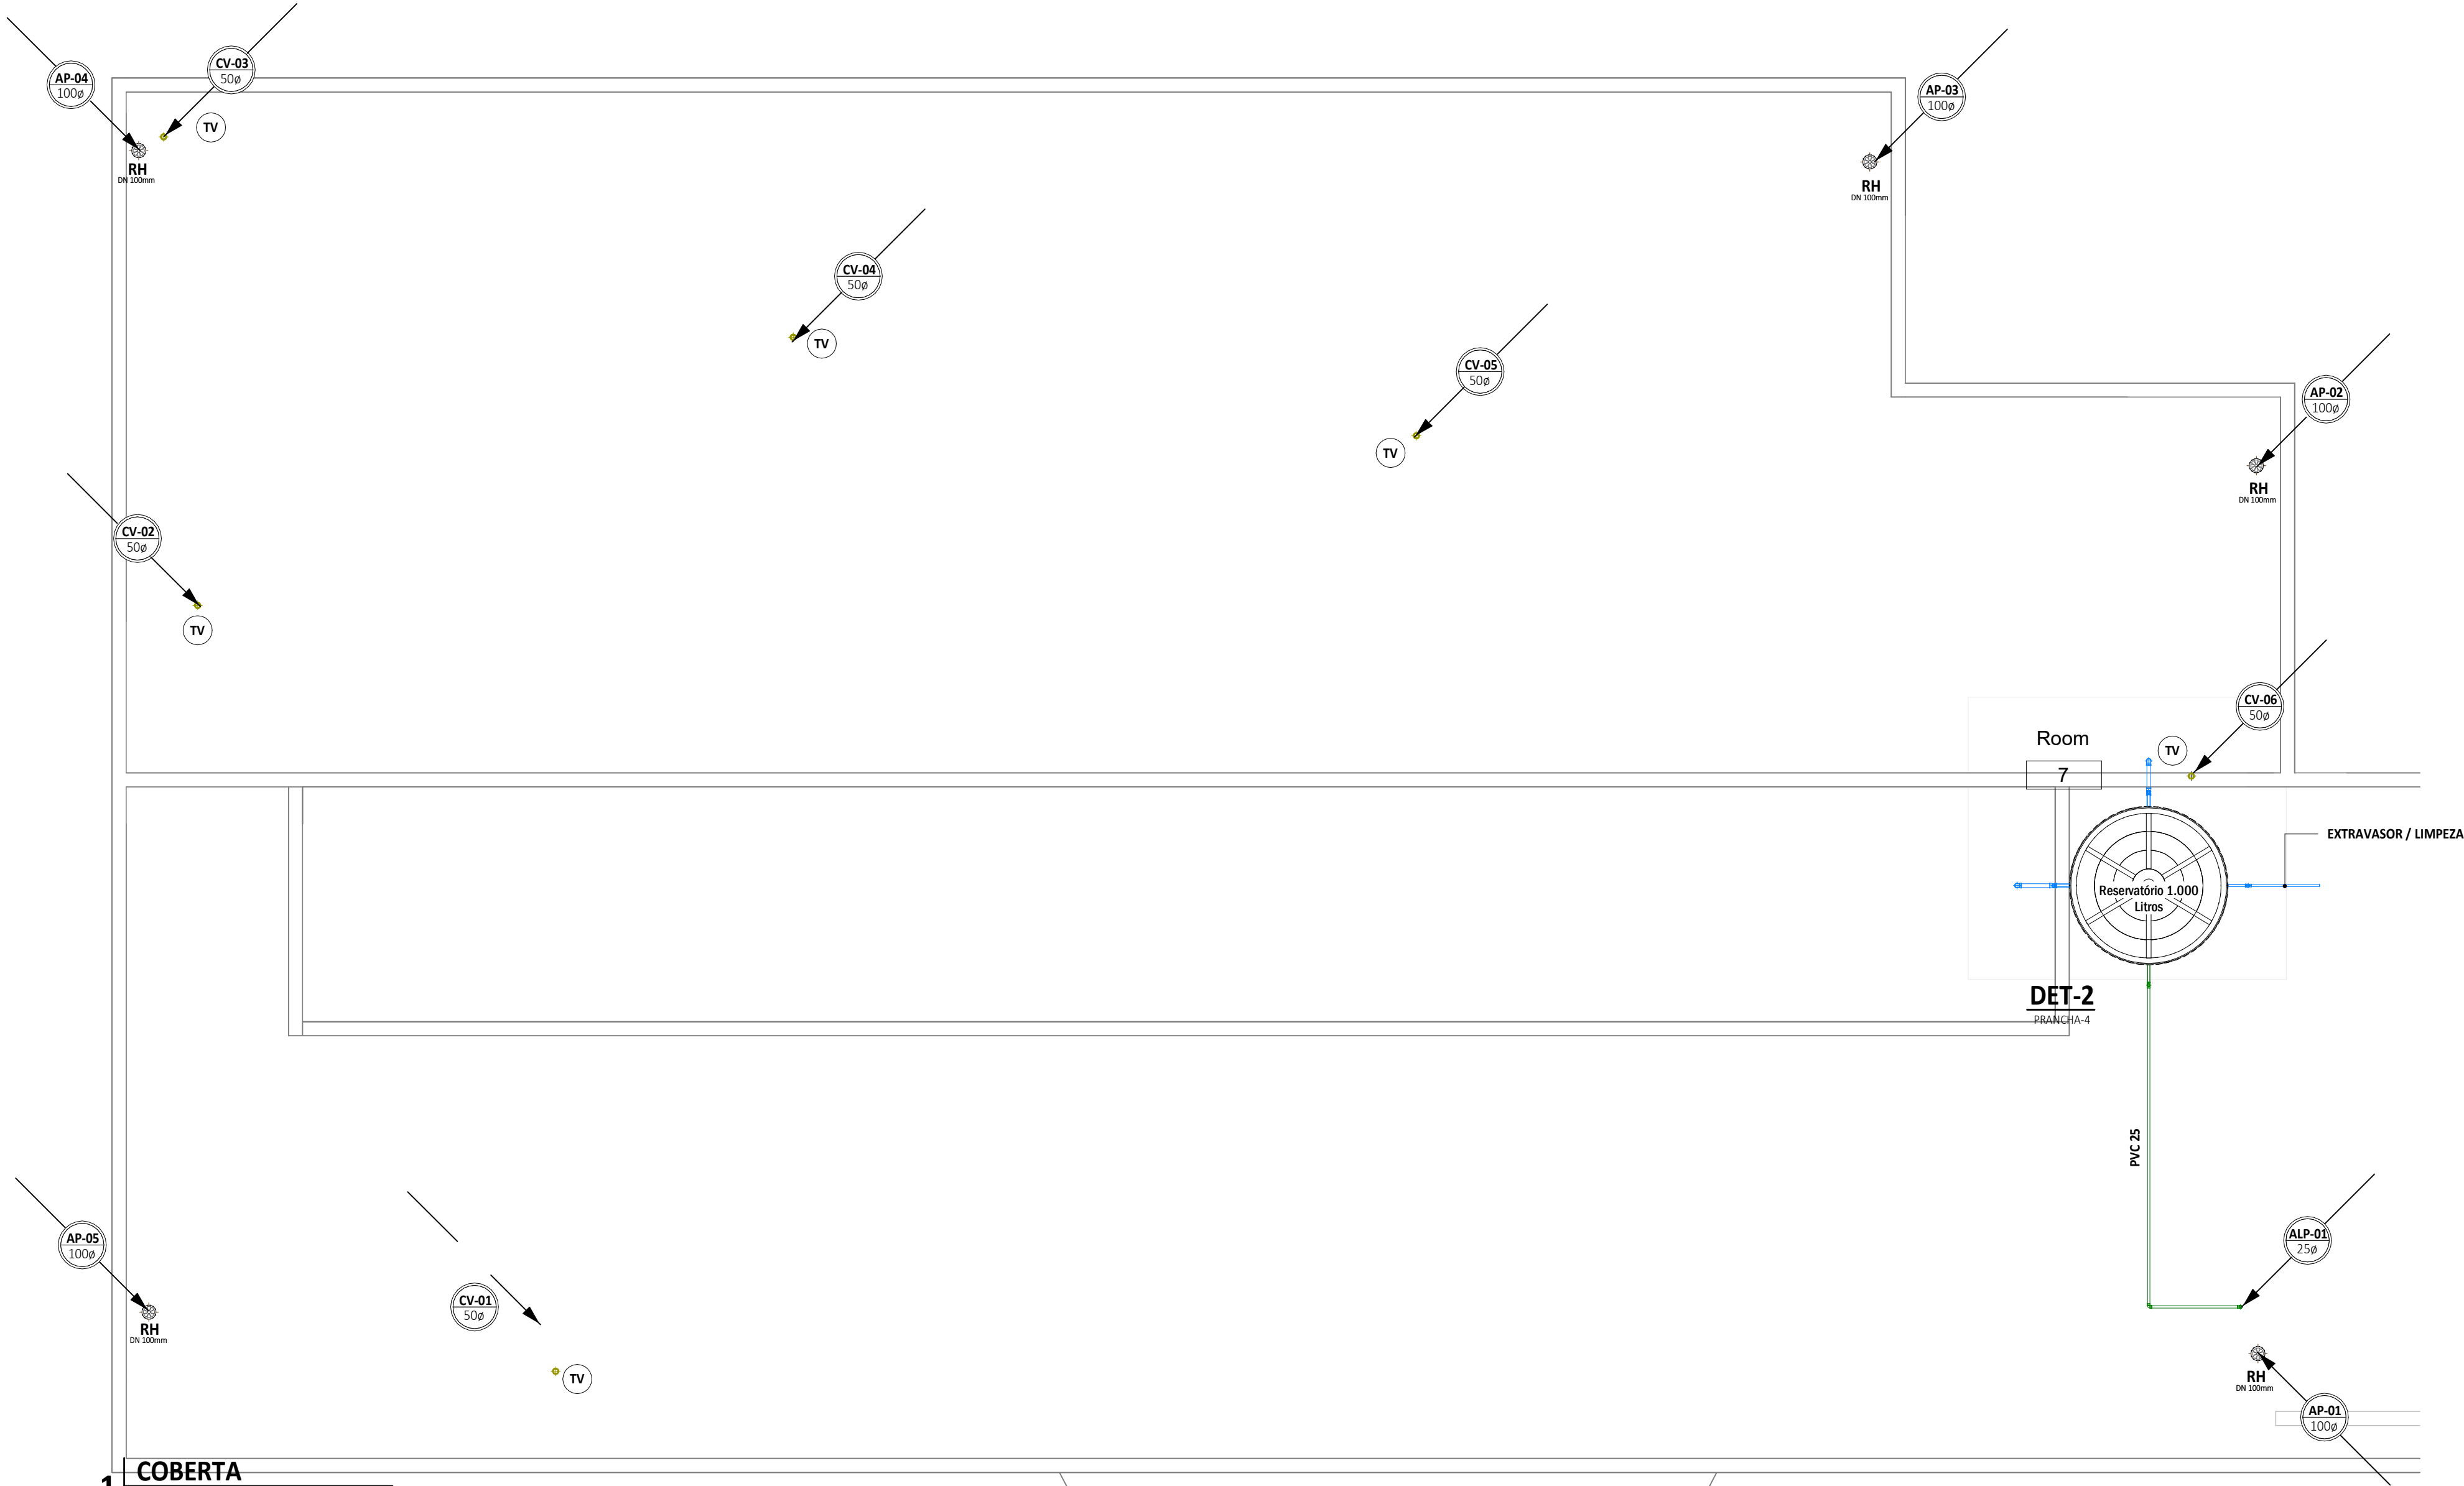 CV-03
50ø
AP-04
100ø
TV
RH
DN 100mm
AP-03
100ø
RH
DN 100mm
CV-04
50ø
TV
CV-05
50ø
TV
AP-02
100ø
RH
DN 100mm
CV-02
50ø
TV
CV-06
50ø
TV
Room
7
EXTRAVASOR / LIMPEZA
Reservatório 1.000
Litros
DET-2
PRANCHA-4
PVC 25
AP-05
100ø
RH
DN 100mm
CV-01
50ø
TV
ALP-01
25ø
RH
DN 100mm
AP-01
100ø
1
COBERTA